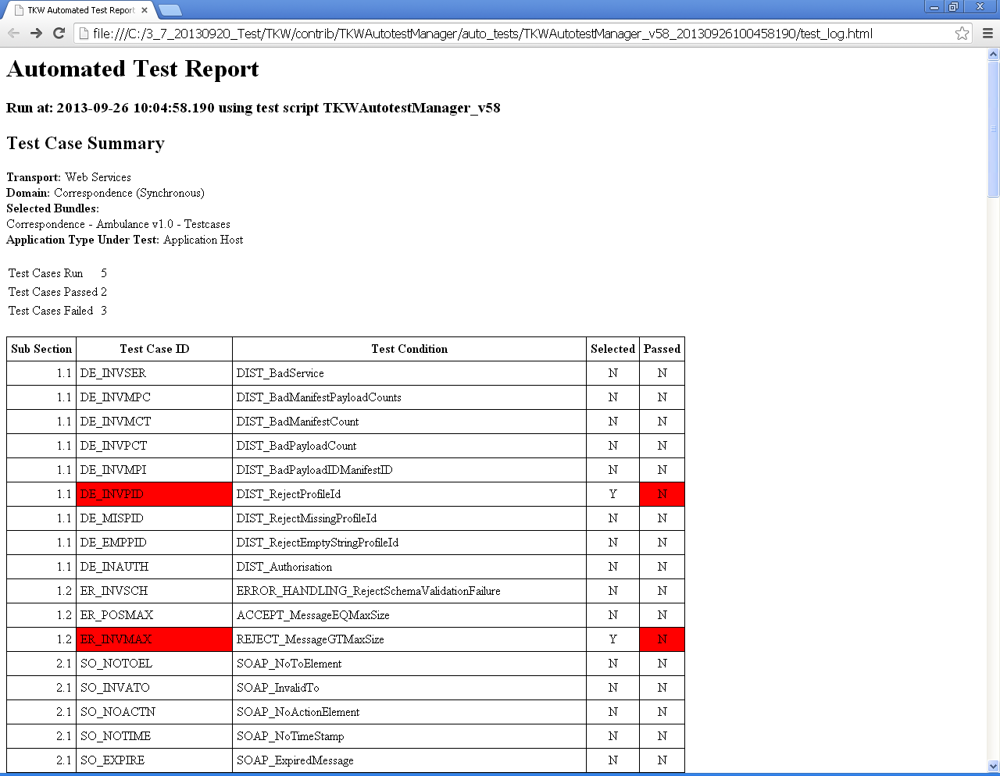 TKW Automated Test Report
file:///C:/3_7_20130920_Test/TKW/contrib/TKWAutotestManager/auto_tests/TKWAutotestManager_v58_20130926100458190/test_log.html
Automated Test Report
Run at: 2013-09-26 10:04:58.190 using test script TKWAutotestManager_v58
Test Case Summary
Transport: Web Services
Domain: Correspondence (Synchronous)
Selected Bundles:
Correspondence - Ambulance v1.0 - Testcases
Application Type Under Test: Application Host
Test Cases Run 5
Test Cases Passed 2
Test Cases Failed 3
Sub Section Test Case ID Test Condition Selected Passed
1.1 DE_INVSER DIST_BadService N N
1.1 DE_INVMPC DIST_BadManifestPayloadCounts N N
1.1 DE_INVMCT DIST_BadManifestCount N N
1.1 DE_INVPCT DIST_BadPayloadCount N N
1.1 DE_INVMPI DIST_BadPayloadIDManifestID N N
1.1 DE_INVPID DIST_RejectProfileId Y N
1.1 DE_MISPID DIST_RejectMissingProfileId N N
1.1 DE_EMPPID DIST_RejectEmptyStringProfileId N N
1.1 DE_INAUTH DIST_Authorisation N N
1.2 ER_INVSCH ERROR_HANDLING_RejectSchemaValidationFailure N N
1.2 ER_POSMAX ACCEPT_MessageEQMaxSize N N
1.2 ER_INVMAX REJECT_MessageGTMaxSize Y N
2.1 SO_NOTOEL SOAP_NoToElement N N
2.1 SO_INVATO SOAP_InvalidTo N N
2.1 SO_NOACTN SOAP_NoActionElement N N
2.1 SO_NOTIME SOAP_NoTimeStamp N N
2.1 SO_EXPIRE SOAP_ExpiredMessage N N